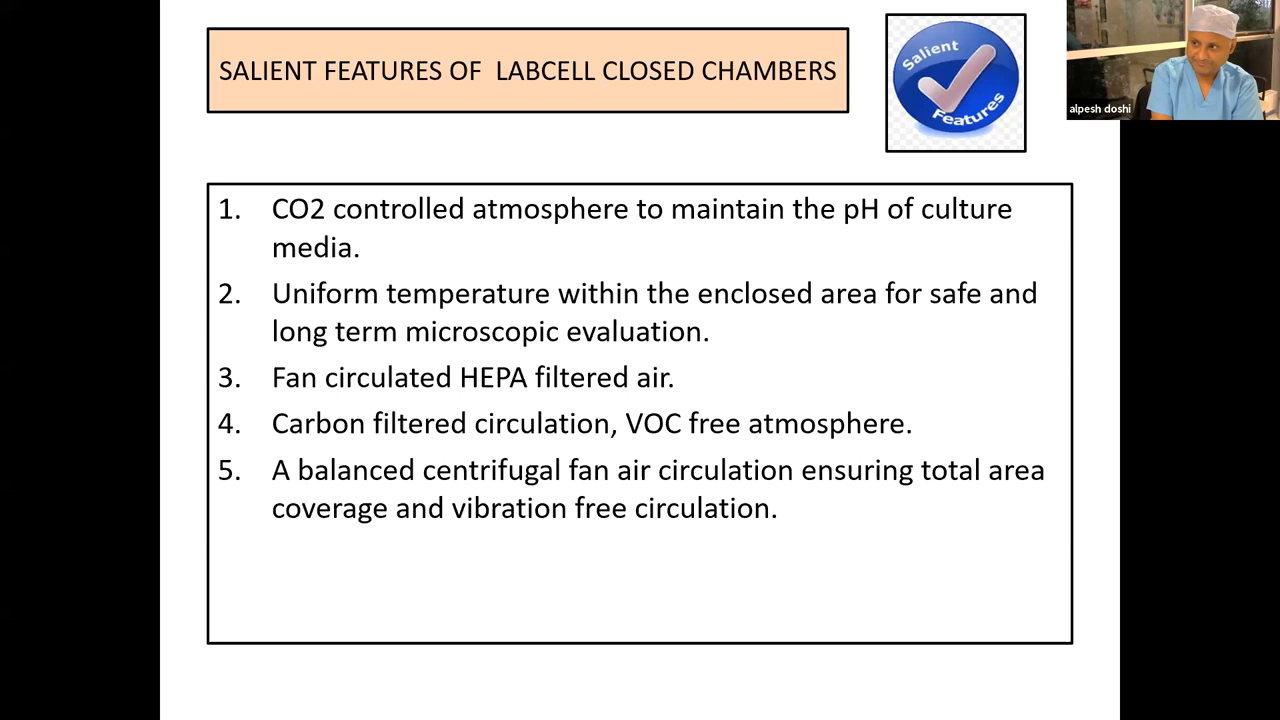 SALIENT FEATURES OF LABCELL CLOSED CHAMBERS
Salient
Features
alpesh doshi
1. CO2 controlled atmosphere to maintain the pH of culture
media.
2. Uniform temperature within the enclosed area for safe and
long term microscopic evaluation.
3. Fan circulated HEPA filtered air.
4. Carbon filtered circulation, VOC free atmosphere.
5. A balanced centrifugal fan air circulation ensuring total area
coverage and vibration free circulation.